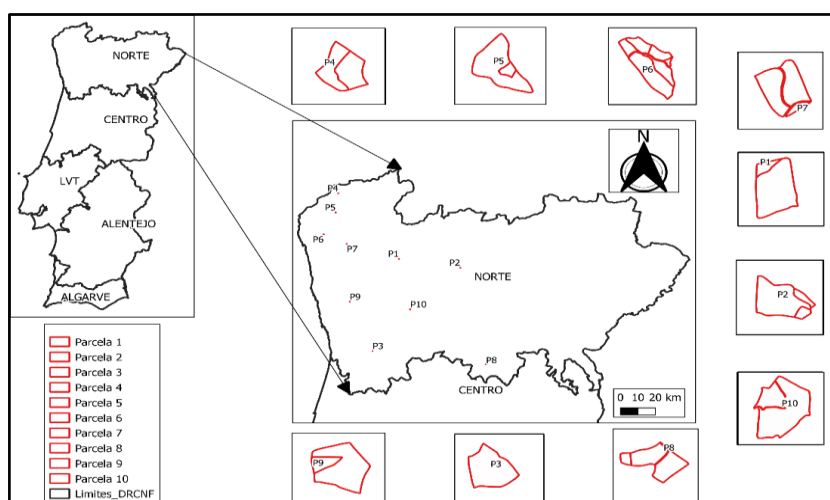 NORTE
CENTRO
LVT
ALENTEJO
ALGARVE
Parcela 1
Parcela 2
Parcela 3
Parcela 4
Parcela 5
Parcela 6
Parcela 7
Parcela 8
Parcela 9
Parcela 10
Limites_DRCNF
P4
P5
P6
P7
P1
P2
P10
P9
P3
P8
N
P4
P5
P6
P7
P1
P2
NORTE
P9
P10
P3
P8
CENTRO
0 10 20 km